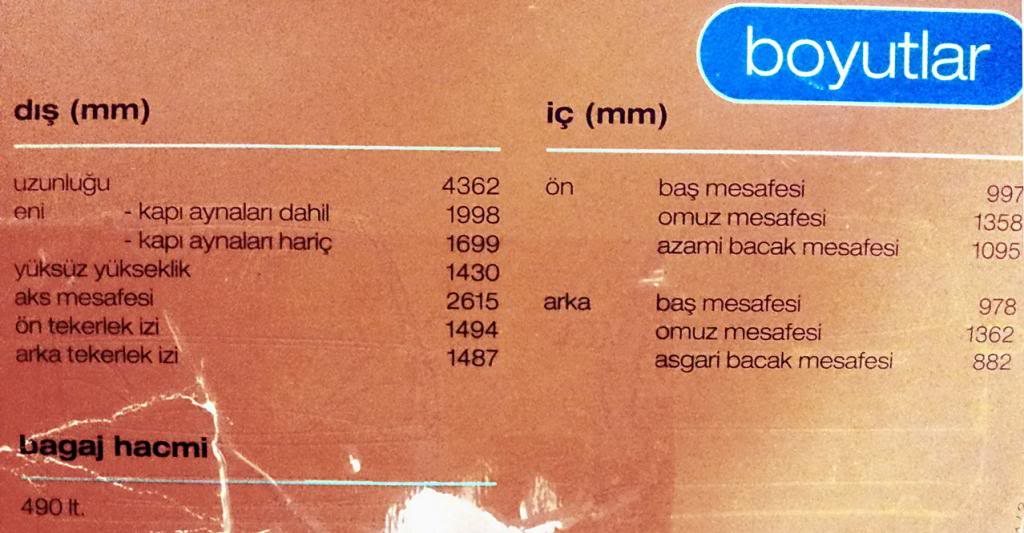 boyutlar
dış (mm)
uzunluğu 4362
eni - kapı aynaları dahil 1998
- kapı aynaları hariç 1699
yüksüz yükseklik 1430
aks mesafesi 2615
ön tekerlek izi 1494
arka tekerlek izi 1487
bagaj hacmi
490 lt.
iç (mm)
ön baş mesafesi 997
omuz mesafesi 1358
azami bacak mesafesi 1095
arka baş mesafesi 978
omuz mesafesi 1362
asgari bacak mesafesi 882